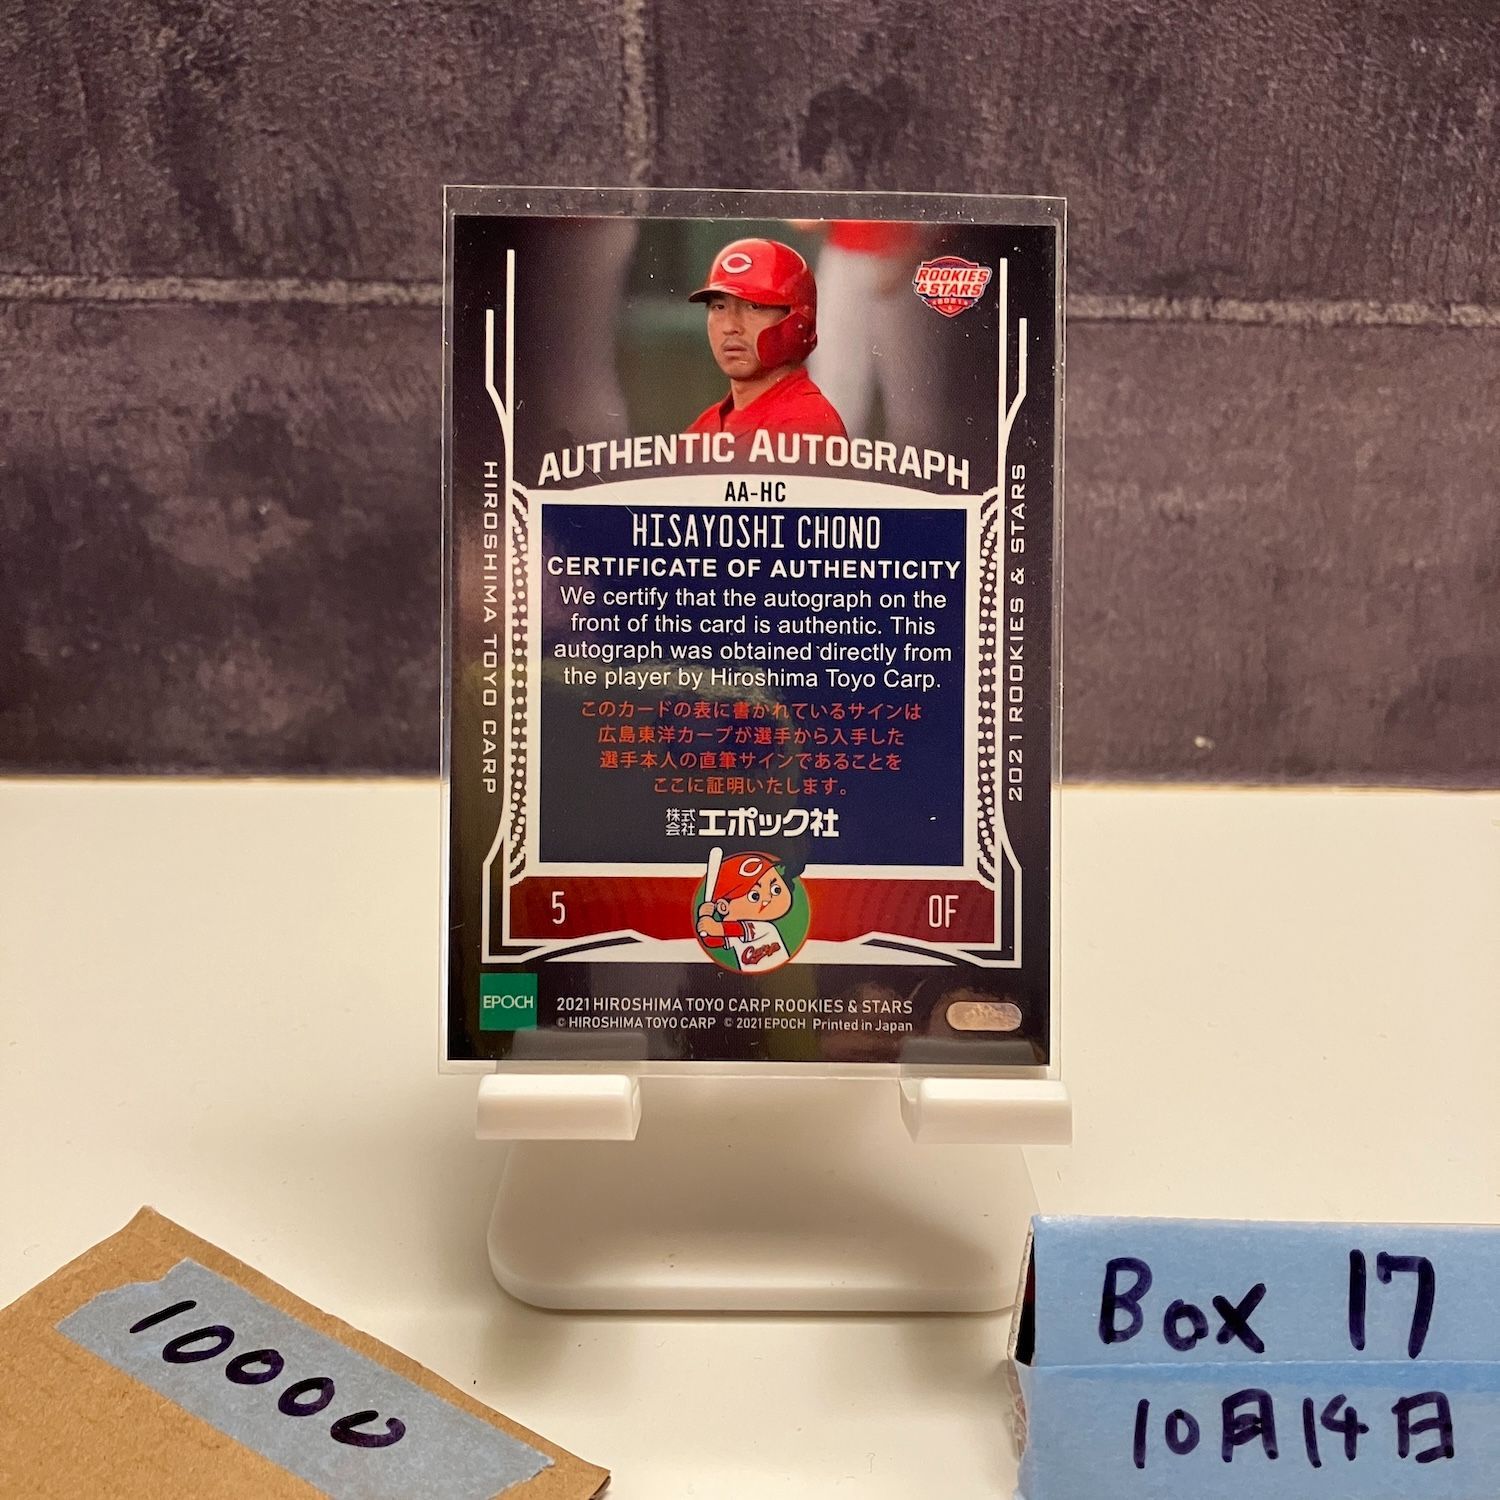 ROOKIES
& STARS
AUTHENTIC AUTOGRAPH
AA-HC
HISAYOSHI CHONO
CERTIFICATE OF AUTHENTICITY
We certify that the autograph on the
front of this card is authentic. This
autograph was obtained directly from
the player by Hiroshima Toyo Carp.
このカードの表に書かれているサインは
広島東洋カープが選手から入手した
選手本人の直筆サインであることを
ここに証明いたします。
株式会社エポック社
HIROSHIMA TOYO CARP
2021 ROOKIES & STARS
5
OF
Carp
EPOCH
2021 HIROSHIMA TOYO CARP ROOKIES & STARS
© HIROSHIMA TOYO CARP © 2021 EPOCH Printed in Japan
10000
Box 17
10月14日